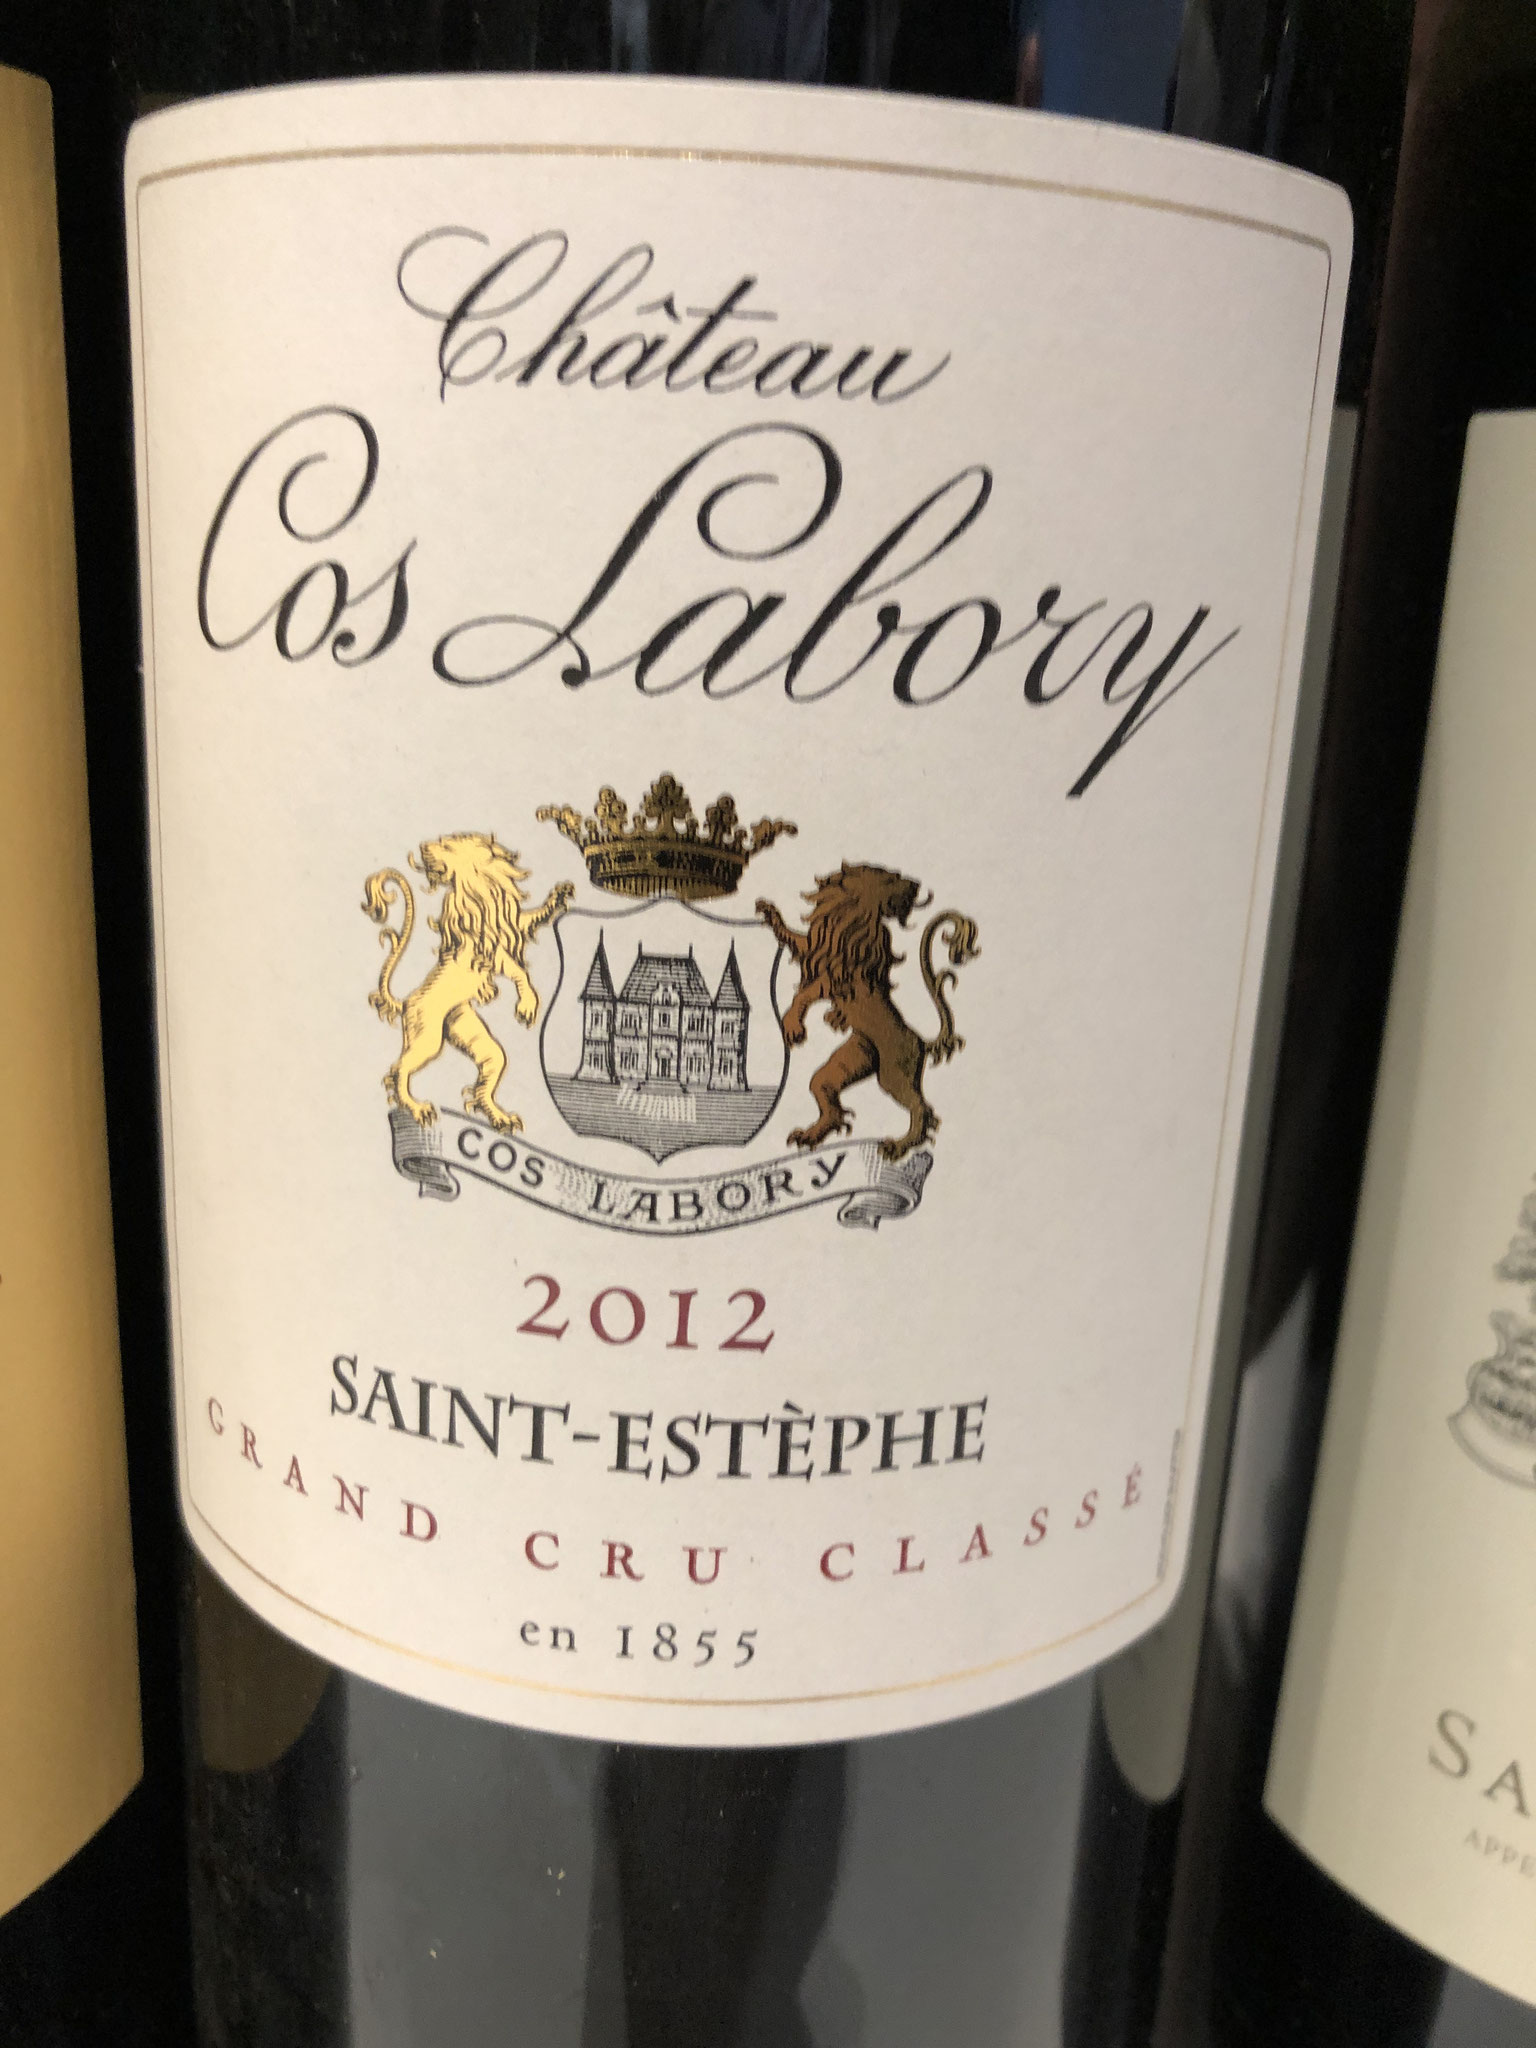 Château
Cos Labory
COS LABORY
2012
SAINT-ESTÈPHE
GRAND CRU CLASSÉ
en 1855